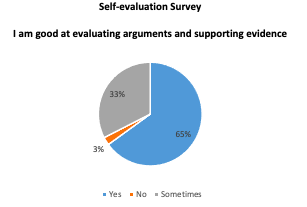 Self-evaluation Survey
I am good at evaluating arguments and supporting evidence
33%
3%
65%
Yes No Sometimes